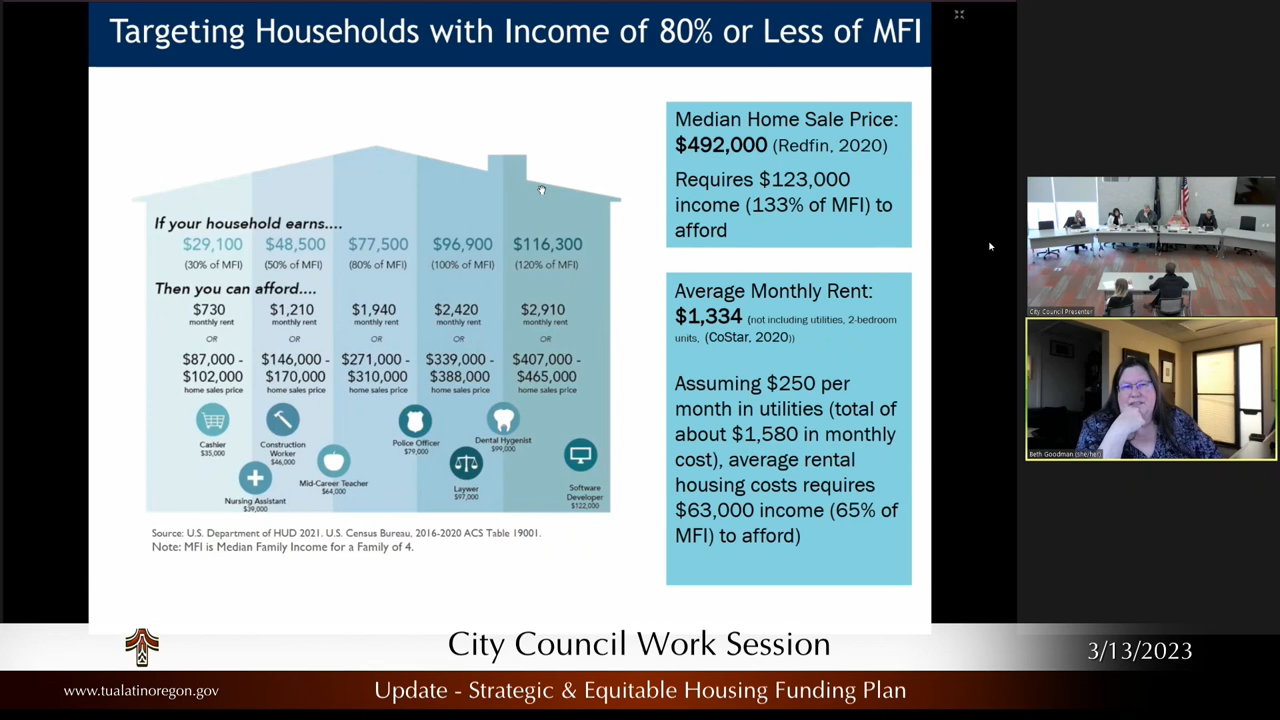 Targeting Households with Income of 80% or Less of MFI
If your household earns....
$29,100 $48,500 $77,500 $96,900 $116,300
(30% of MFI) (50% of MFI) (80% of MFI) (100% of MFI) (120% of MFI)
Then you can afford....
$730 $1,210 $1,940 $2,420 $2,910
monthly rent monthly rent monthly rent monthly rent monthly rent
OR OR OR OR OR
$87,000 - $146,000 - $271,000 - $339,000 - $407,000 -
$102,000 $170,000 $310,000 $388,000 $465,000
home sales price home sales price home sales price home sales price home sales price
Cashier
$35,000
Construction
Worker
$46,000
Police Officer
$79,000
Dental Hygenist
$99,000
Nursing Assistant
$39,000
Mid-Career Teacher
$64,000
Laywer
$97,000
Software
Developer
$122,000
Source: U.S. Department of HUD 2021. U.S. Census Bureau, 2016-2020 ACS Table 19001.
Note: MFI is Median Family Income for a Family of 4.
Median Home Sale Price:
$492,000 (Redfin, 2020)
Requires $123,000
income (133% of MFI) to
afford
Average Monthly Rent:
$1,334 (not including utilities, 2-bedroom
units, (CoStar, 2020))
Assuming $250 per
month in utilities (total of
about $1,580 in monthly
cost), average rental
housing costs requires
$63,000 income (65% of
MFI) to afford)
City Council Presenter
Beth Goodman (she/her)
City Council Work Session
3/13/2023
www.tualatinoregon.gov
Update - Strategic & Equitable Housing Funding Plan